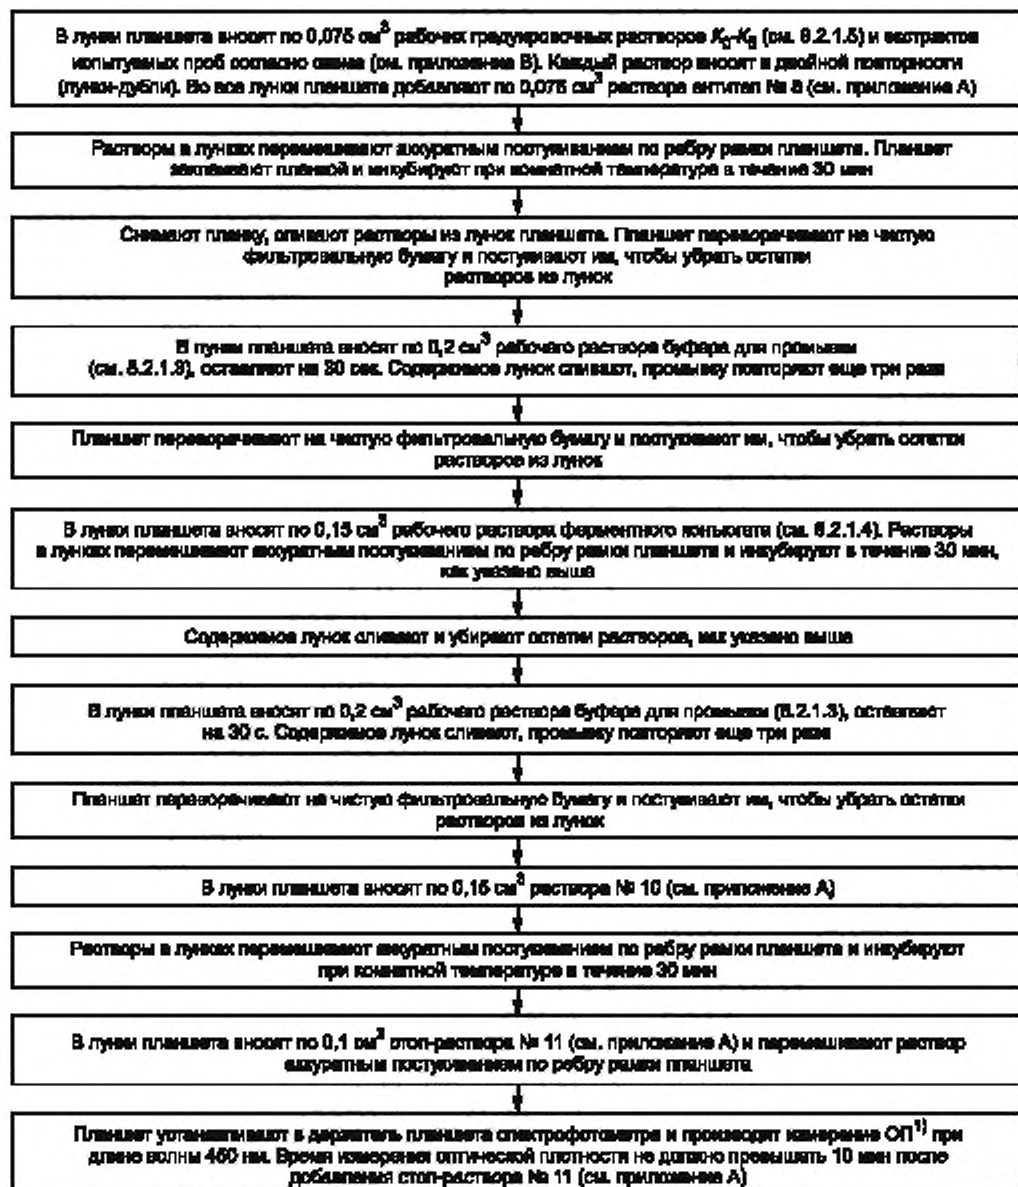 В лунки планшета вносят по 0,075 см³ рабочих градуировочных растворов K₀-K₆ (см. 8.2.1.5) и экстрактов
испытуемых проб согласно схеме (см. приложение В). Каждый раствор вносят в двойной повторности
(лунки-дубли). Во все лунки планшета добавляют по 0,075 см³ раствора антител № 8 (см. приложение А)
Растворы в лунках перемешивают аккуратным постукиванием по ребру рамки планшета. Планшет
заклеивают пленкой и инкубируют при комнатной температуре в течение 30 мин
Снимают пленку, сливают растворы из лунок планшета. Планшет переворачивают на чистую
фильтровальную бумагу и постукивают им, чтобы убрать остатки
растворов из лунок
В лунки планшета вносят по 0,2 см³ рабочего раствора буфера для промывки
(см. 8.2.1.3), оставляют на 30 сек. Содержимое лунок сливают, промывку повторяют еще три раза
Планшет переворачивают на чистую фильтровальную бумагу и постукивают им, чтобы убрать остатки
растворов из лунок
В лунки планшета вносят по 0,15 см³ рабочего раствора ферментного конъюгата (см. 8.2.1.4). Растворы
в лунках перемешивают аккуратным постукиванием по ребру рамки планшета и инкубируют в течение 30 мин,
как указано выше
Содержимое лунок сливают и убирают остатки растворов, как указано выше
В лунки планшета вносят по 0,2 см³ рабочего раствора буфера для промывки (8.2.1.3), оставляют
на 30 с. Содержимое лунок сливают, промывку повторяют еще три раза
Планшет переворачивают на чистую фильтровальную бумагу и постукивают им, чтобы убрать остатки
растворов из лунок
В лунки планшета вносят по 0,15 см³ раствора № 10 (см. приложение А)
Растворы в лунках перемешивают аккуратным постукиванием по ребру рамки планшета и инкубируют
при комнатной температуре в течение 30 мин
В лунки планшета вносят по 0,1 см³ стоп-раствора № 11 (см. приложение А) и перемешивают раствор
аккуратным постукиванием по ребру рамки планшета
Планшет устанавливают в держатель планшета спектрофотометра и производят измерение ОП¹⁾ при
длине волны 450 нм. Время измерения оптической плотности не должно превышать 10 мин после
добавления стоп-раствора № 11 (см. приложение А)